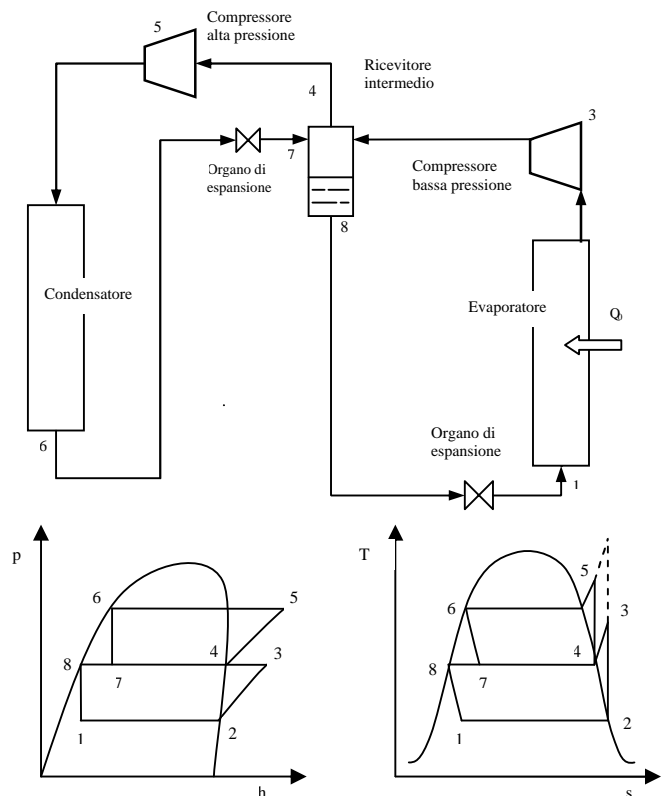 5
Compressore
alta pressione
4
Ricevitore
intermedio
3
7
Organo di
espansione
Compressore
bassa pressione
8
Condensatore
Evaporatore
Q0
6
Organo di
espansione
1
p
6
5
8
4
3
7
1
2
h
T
5
6
3
8
4
7
1
2
s